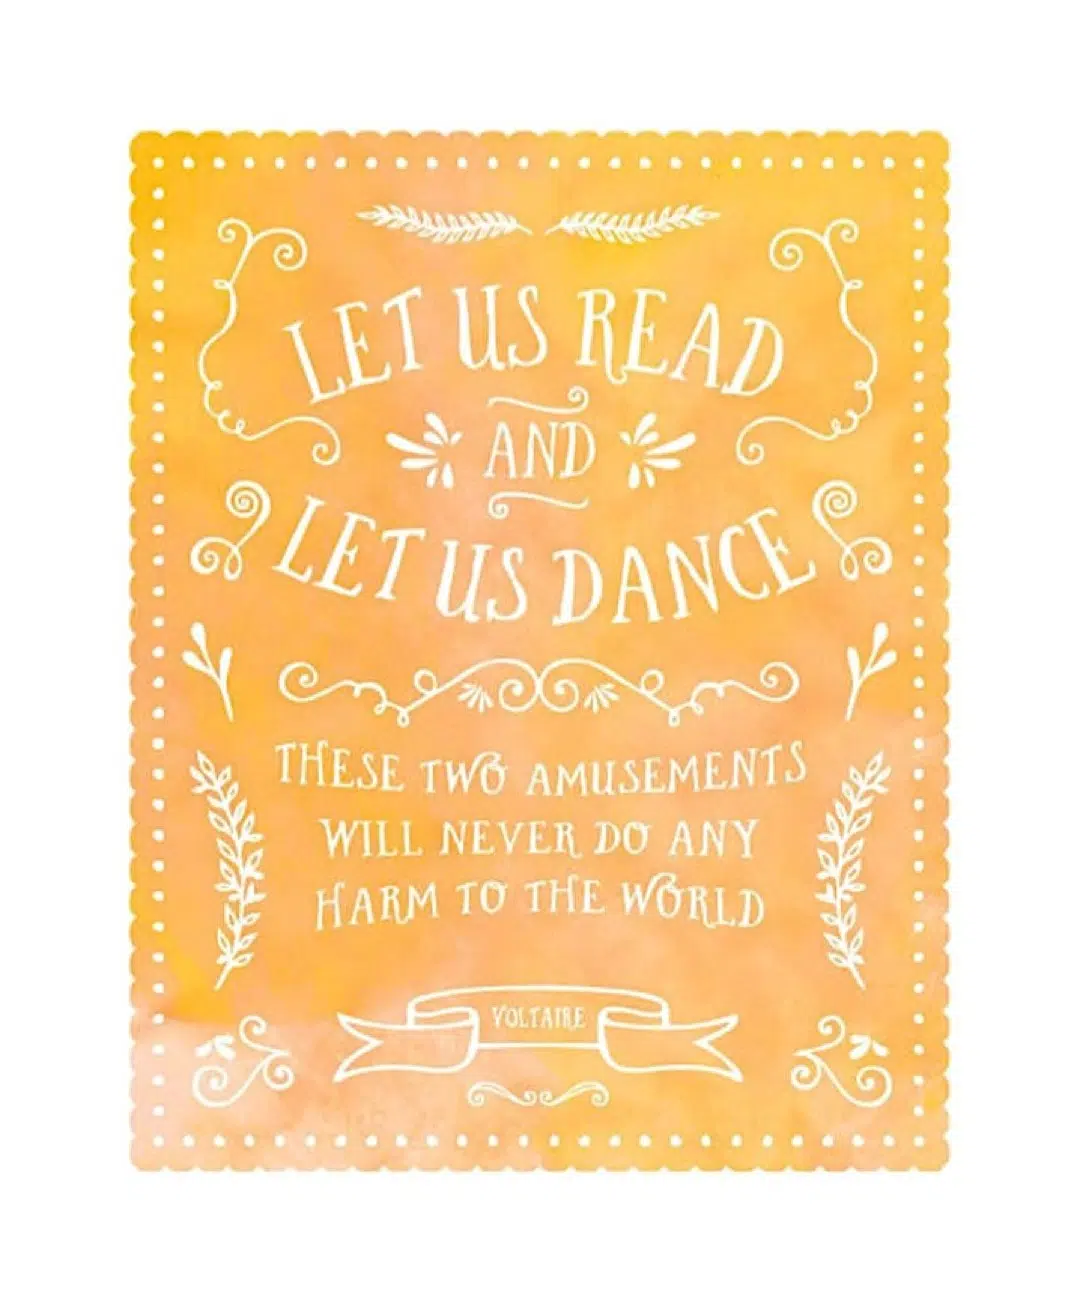 LET US READ
AND
LET US DANCE
THESE TWO AMUSEMENTS
WILL NEVER DO ANY
HARM TO THE WORLD
VOLTAIRE